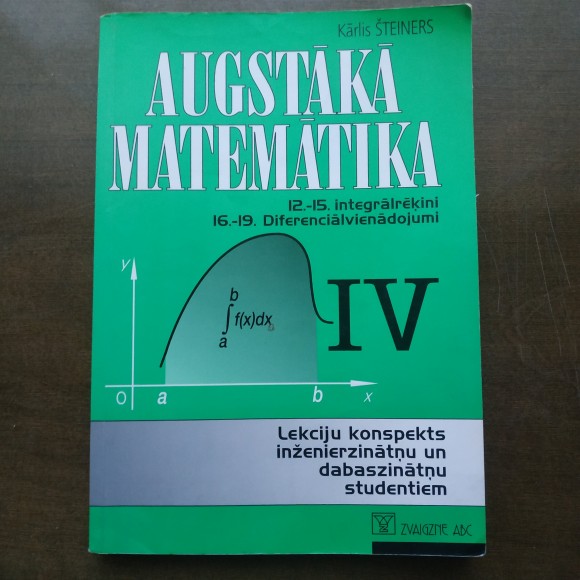 Kārlis ŠTEINERS
AUGSTĀKĀ
MATEMĀTIKA
12.-15. integrālrēķini
16.-19. Diferenciālvienādojumi
IV
y
b
∫ f(x)dx
a
0 a b x
Lekciju konspekts
inženierzinātņu un
dabaszinātņu
studentiem
ZVAIGZNE ABC